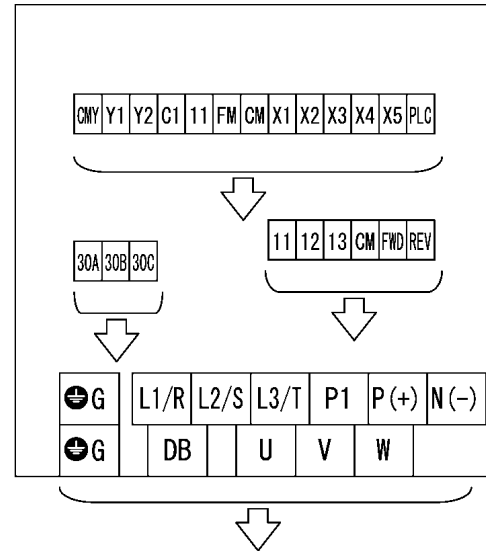 CMY Y1 Y2 C1 11 FM CM X1 X2 X3 X4 X5 PLC
11 12 13 CM FWD REV
30A 30B 30C
G L1/R L2/S L3/T P1 P(+) N(-)
G DB U V W